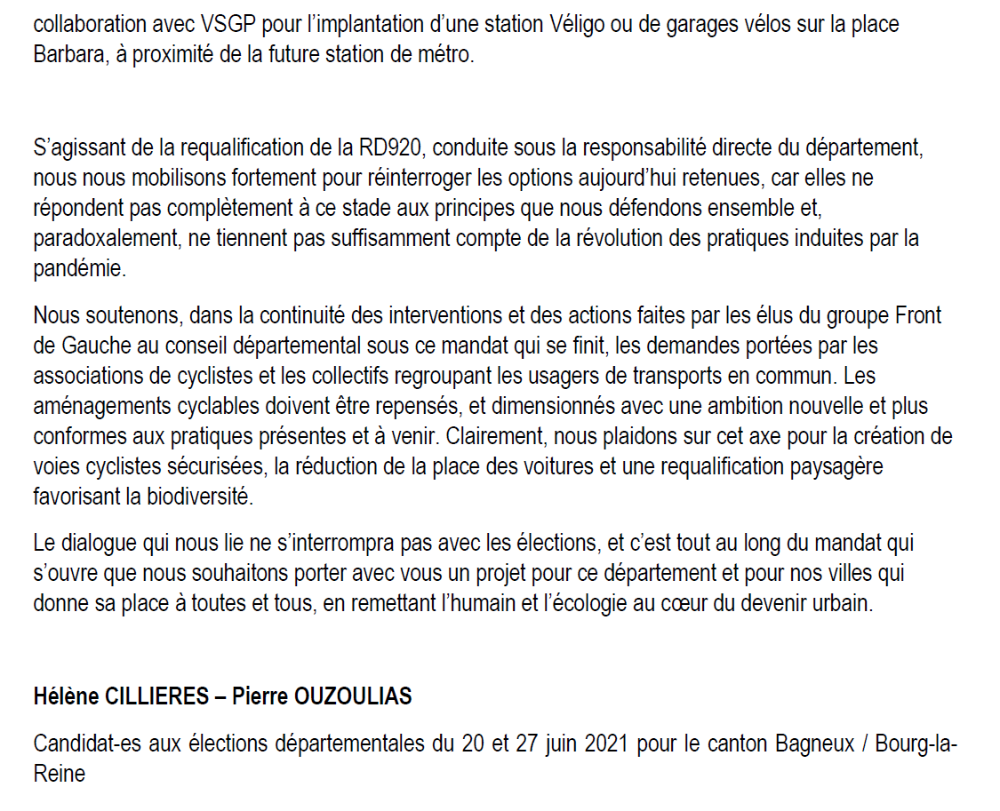 collaboration avec VSGP pour l’implantation d’une station Véligo ou de garages vélos sur la place
Barbara, à proximité de la future station de métro.
S’agissant de la requalification de la RD920, conduite sous la responsabilité directe du département,
nous nous mobilisons fortement pour réinterroger les options aujourd’hui retenues, car elles ne
répondent pas complètement à ce stade aux principes que nous défendons ensemble et,
paradoxalement, ne tiennent pas suffisamment compte de la révolution des pratiques induites par la
pandémie.
Nous soutenons, dans la continuité des interventions et des actions faites par les élus du groupe Front
de Gauche au conseil départemental sous ce mandat qui se finit, les demandes portées par les
associations de cyclistes et les collectifs regroupant les usagers de transports en commun. Les
aménagements cyclables doivent être repensés, et dimensionnés avec une ambition nouvelle et plus
conformes aux pratiques présentes et à venir. Clairement, nous plaidons sur cet axe pour la création de
voies cyclistes sécurisées, la réduction de la place des voitures et une requalification paysagère
favorisant la biodiversité.
Le dialogue qui nous lie ne s’interrompra pas avec les élections, et c’est tout au long du mandat qui
s’ouvre que nous souhaitons porter avec vous un projet pour ce département et pour nos villes qui
donne sa place à toutes et tous, en remettant l’humain et l’écologie au cœur du devenir urbain.
Hélène CILLIERES – Pierre OUZOULIAS
Candidat-es aux élections départementales du 20 et 27 juin 2021 pour le canton Bagneux / Bourg-la-
Reine